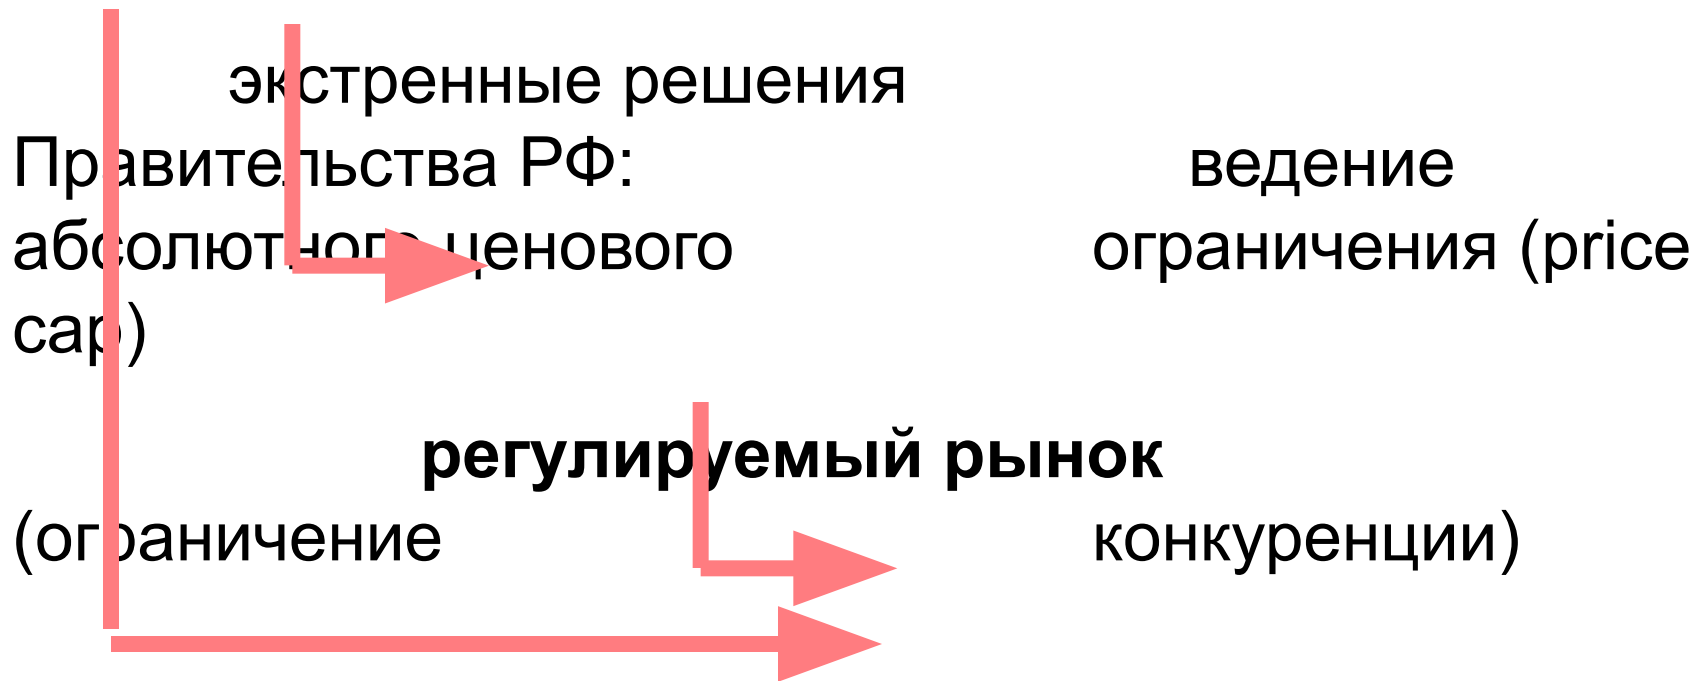 экстренные решения
Правительства РФ: ведение
абсолютного ценового ограничения (price
cap)
регулируемый рынок
(ограничение конкуренции)